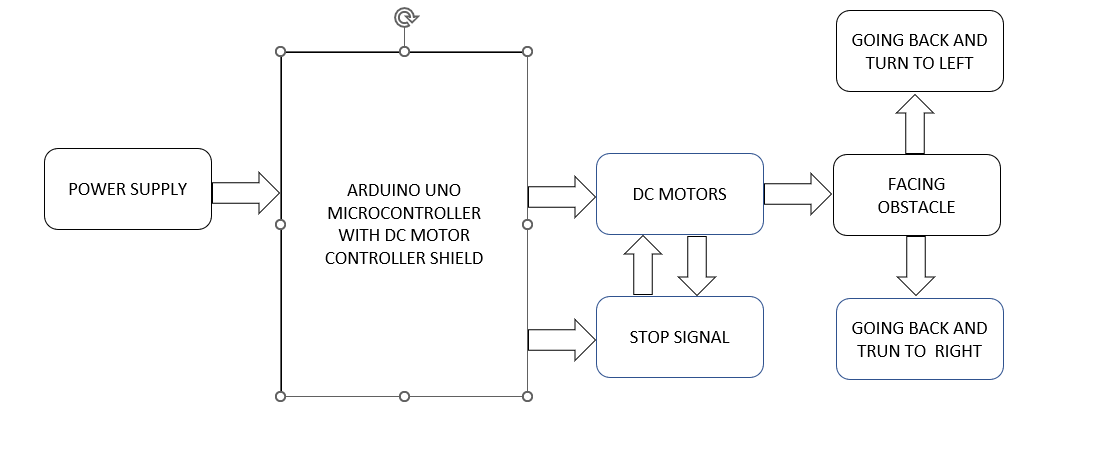 POWER SUPPLY
ARDUINO UNO
MICROCONTROLLER
WITH DC MOTOR
CONTROLLER SHIELD
DC MOTORS
STOP SIGNAL
GOING BACK AND
TURN TO LEFT
FACING
OBSTACLE
GOING BACK AND
TRUN TO  RIGHT